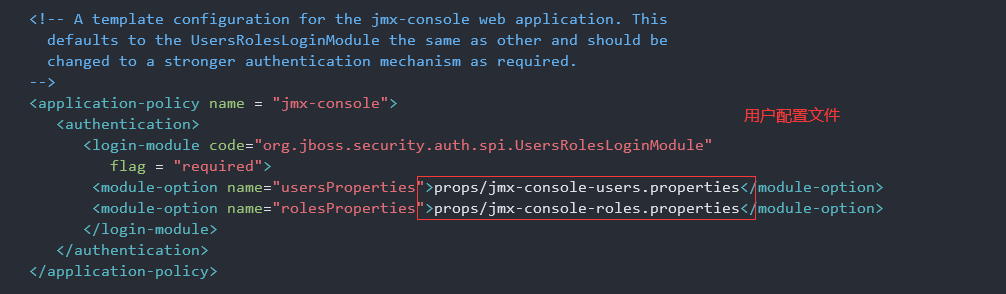 <!-- A template configuration for the jmx-console web application. This
defaults to the UsersRolesLoginModule the same as other and should be
changed to a stronger authentication mechanism as required.
-->
<application-policy name = "jmx-console">
用户配置文件
<authentication>
<login-module code="org.jboss.security.auth.spi.UsersRolesLoginModule"
flag = "required">
<module-option name="usersProperties">props/jmx-console-users.properties</module-option>
<module-option name="rolesProperties">props/jmx-console-roles.properties</module-option>
</login-module>
</authentication>
</application-policy>